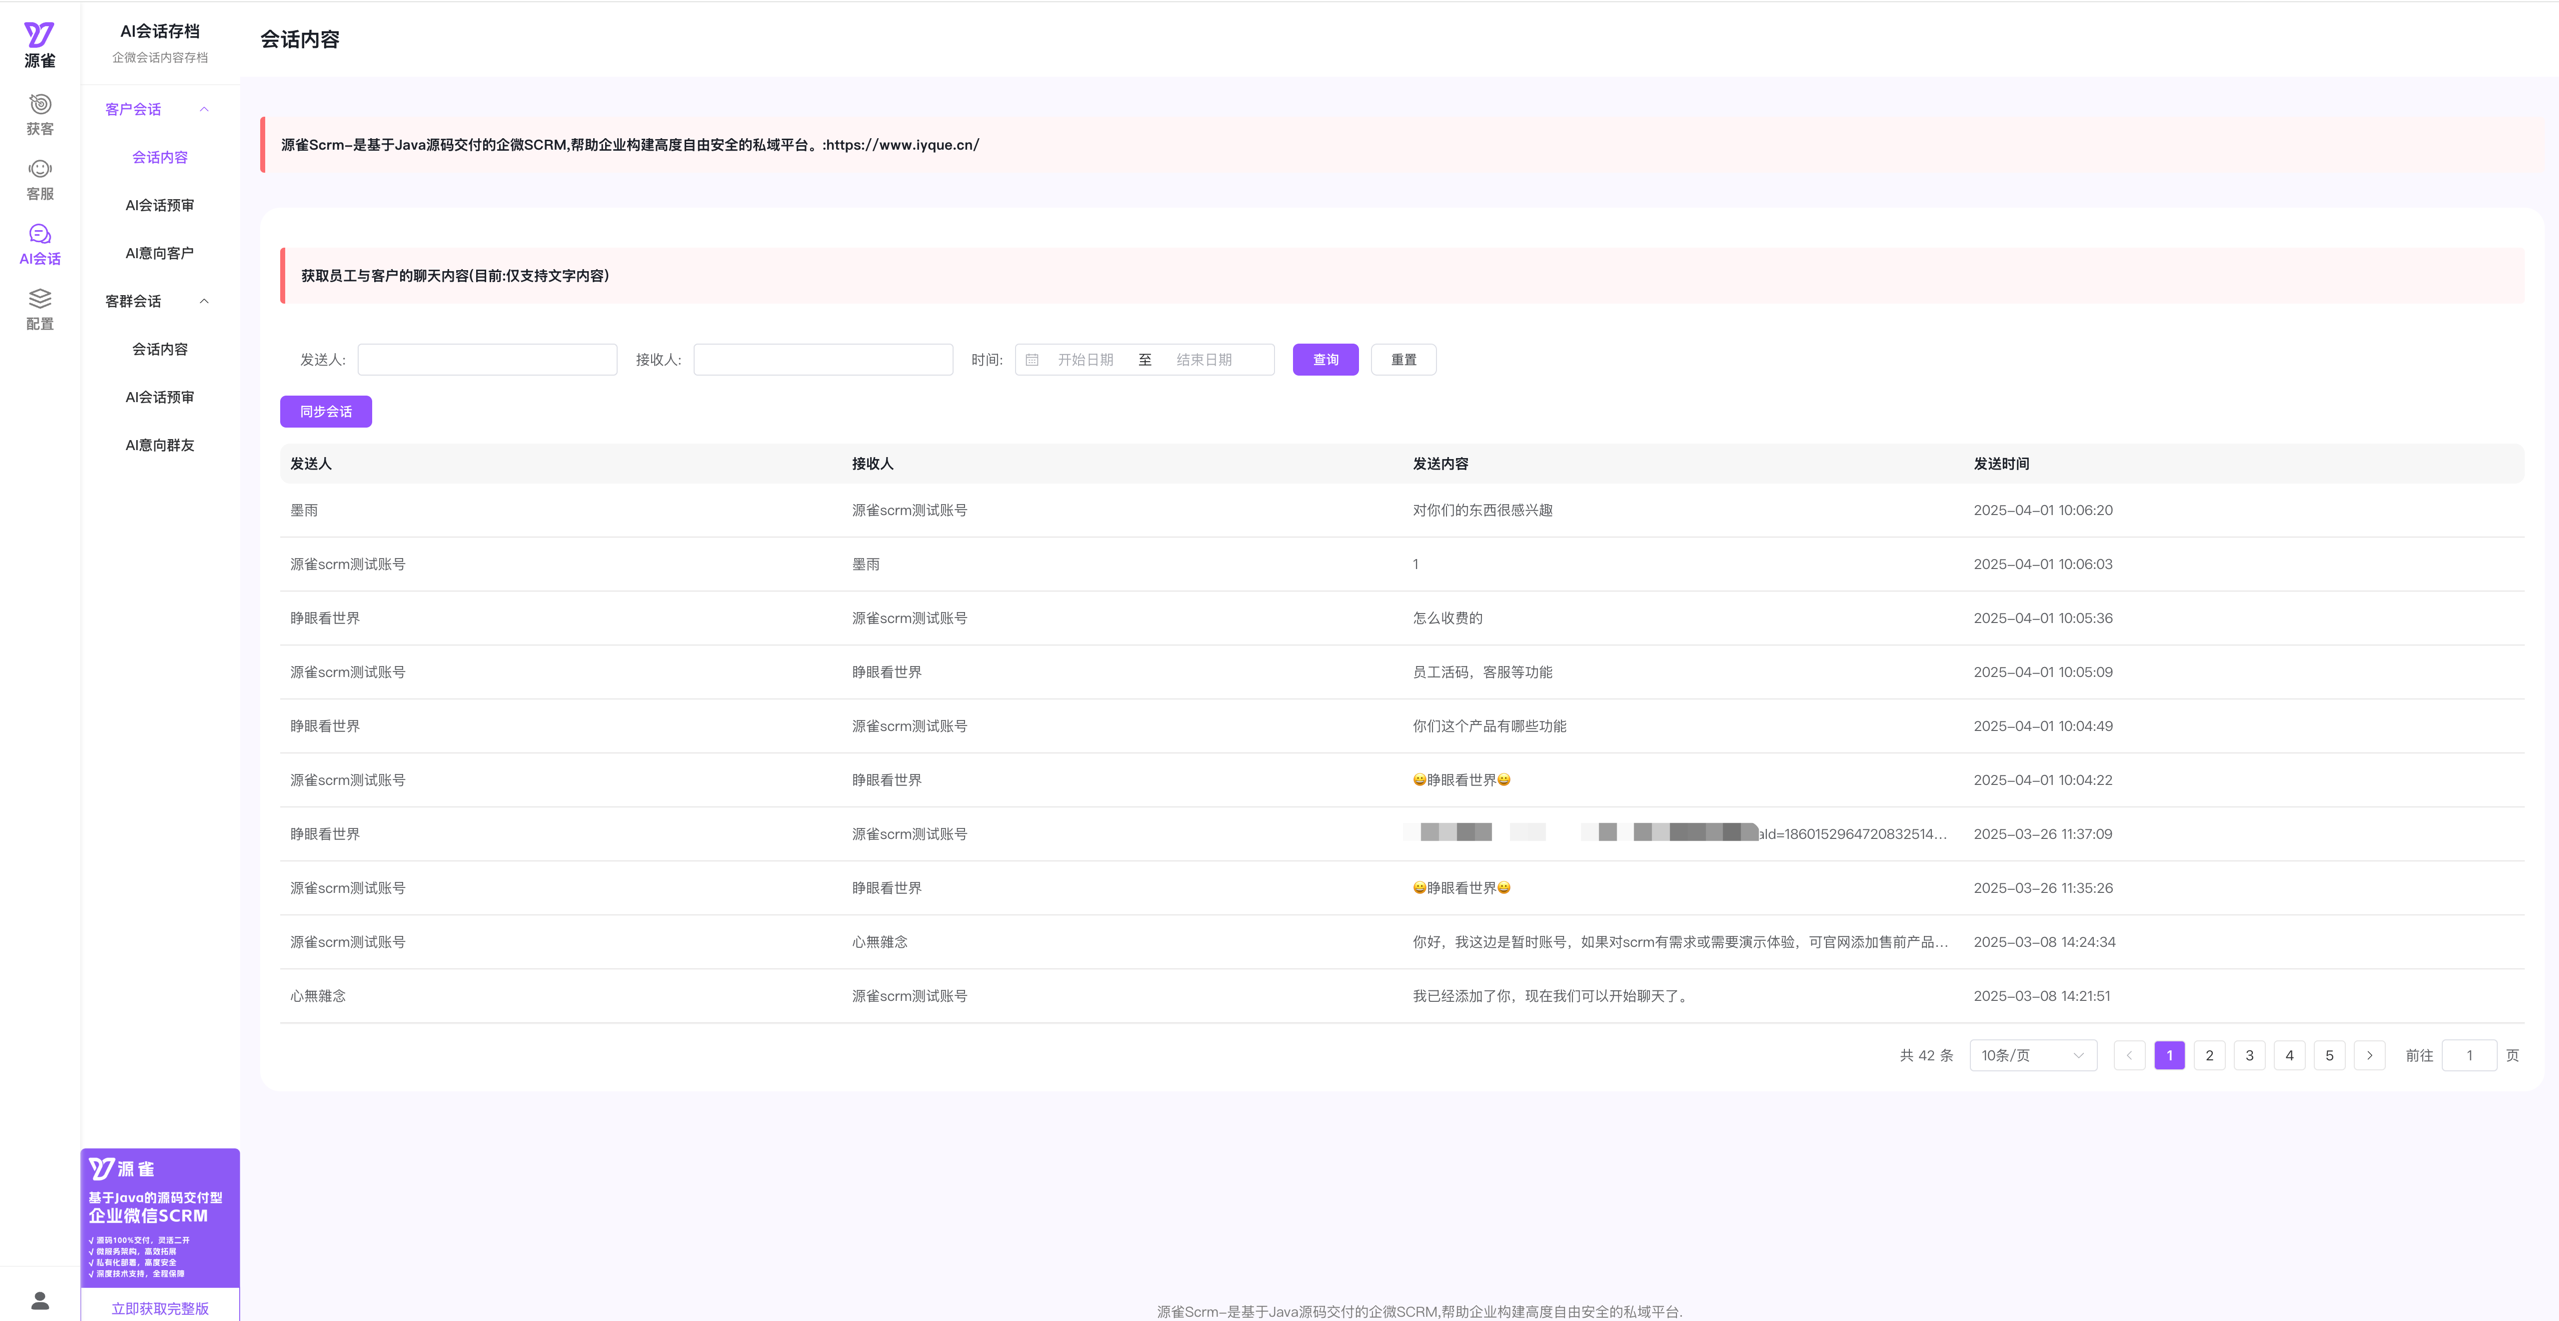 源雀
获客
客服
AI会话
配置
AI会话存档
企微会话内容存档
客户会话
会话内容
AI会话预审
AI意向客户
客群会话
会话内容
AI会话预审
AI意向群友
源雀
基于Java的源码交付型
企业微信SCRM
√ 源码100%交付，灵活二开
√ 微服务架构，高效拓展
√ 私有化部署，高度安全
√ 深度技术支持，全程保障
立即获取完整版
会话内容
源雀Scrm-是基于Java源码交付的企微SCRM,帮助企业构建高度自由安全的私域平台。:https://www.iyque.cn/
获取员工与客户的聊天内容(目前:仅支持文字内容)
发送人: 接收人: 时间: 开始日期 至 结束日期 查询 重置
同步会话
发送人 接收人 发送内容 发送时间
墨雨 源雀scrm测试账号 对你们的东西很感兴趣 2025-04-01 10:06:20
源雀scrm测试账号 墨雨 1 2025-04-01 10:06:03
睁眼看世界 源雀scrm测试账号 怎么收费的 2025-04-01 10:05:36
源雀scrm测试账号 睁眼看世界 员工活码，客服等功能 2025-04-01 10:05:09
睁眼看世界 源雀scrm测试账号 你们这个产品有哪些功能 2025-04-01 10:04:49
源雀scrm测试账号 睁眼看世界 😀睁眼看世界😀 2025-04-01 10:04:22
睁眼看世界 源雀scrm测试账号 aId=1860152964720832514... 2025-03-26 11:37:09
源雀scrm测试账号 睁眼看世界 😀睁眼看世界😀 2025-03-26 11:35:26
源雀scrm测试账号 心無雜念 你好，我这边是暂时账号，如果对scrm有需求或需要演示体验，可官网添加售前产品... 2025-03-08 14:24:34
心無雜念 源雀scrm测试账号 我已经添加了你，现在我们可以开始聊天了。 2025-03-08 14:21:51
共 42 条 10条/页 1 2 3 4 5 前往 1 页
源雀Scrm-是基于Java源码交付的企微SCRM,帮助企业构建高度自由安全的私域平台.